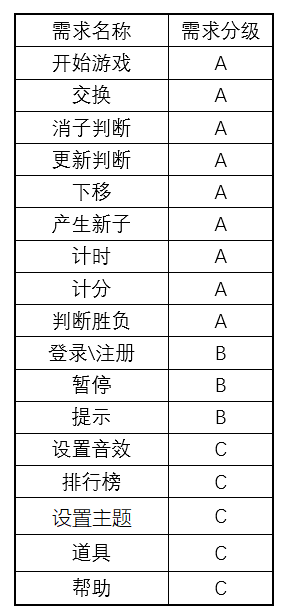 需求名称 需求分级
开始游戏 A
交换 A
消子判断 A
更新判断 A
下移 A
产生新子 A
计时 A
计分 A
判断胜负 A
登录\注册 B
暂停 B
提示 B
设置音效 C
排行榜 C
设置主题 C
道具 C
帮助 C